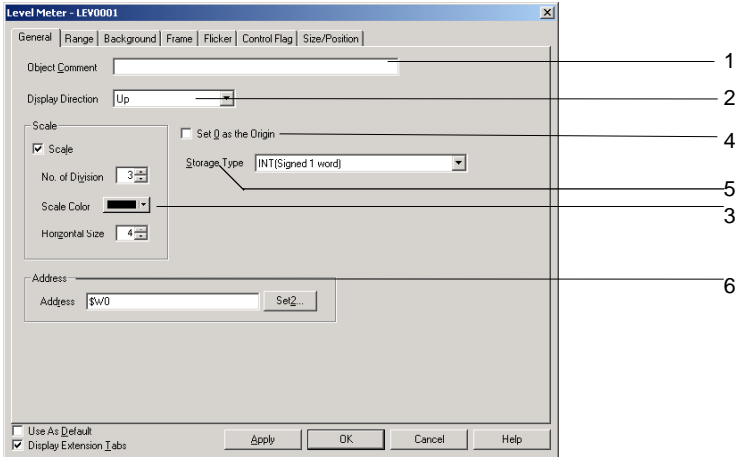 Level Meter - LEV0001
General Range Background Frame Flicker Control Flag Size/Position
Object Comment
1
Display Direction Up
2
Scale
Set 0 as the Origin
4
Scale
Storage Type INT(Signed 1 word)
No. of Division 3
5
Scale Color
3
Horizontal Size 4
Address
6
Address $W0 Set2...
Use As Default
Display Extension Tabs
Apply OK Cancel Help